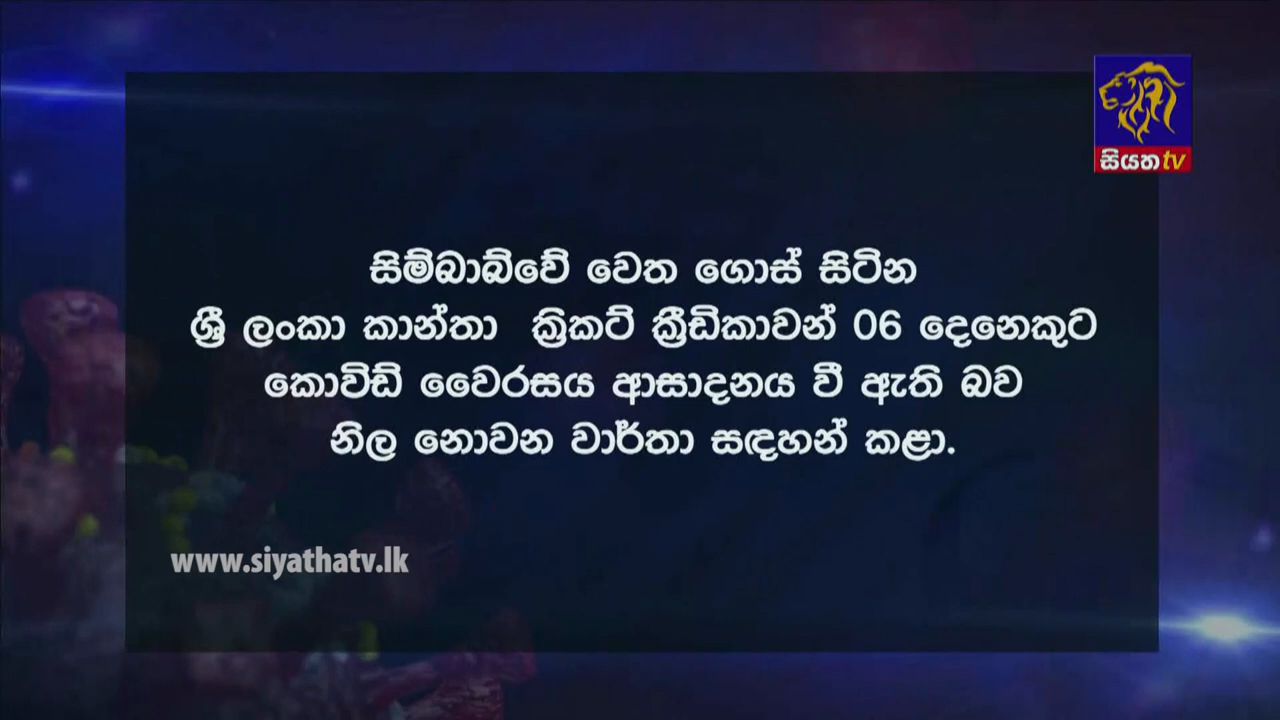 සියත tv
සිම්බාබ්වේ වෙත ගොස් සිටින
ශ්‍රී ලංකා කාන්තා ක්‍රිකට් ක්‍රීඩිකාවන් 06 දෙනෙකුට
කොවිඩ් වෛරසය ආසාදනය වී ඇති බව
නිල නොවන වාර්තා සඳහන් කළා.
www.siyathatv.lk